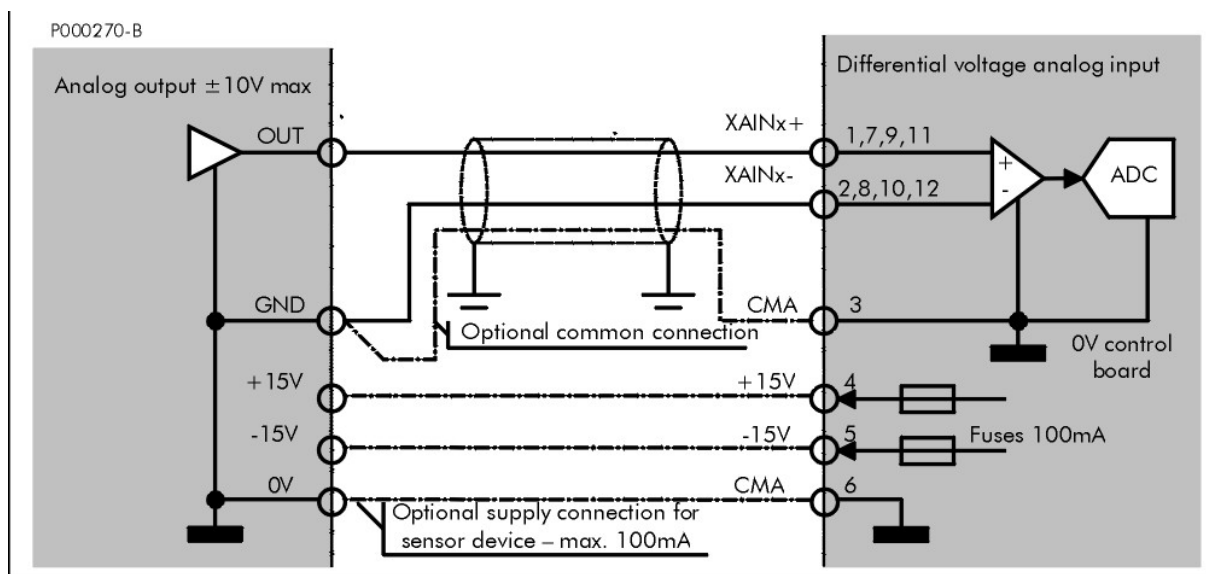 P000270-B
Analog output ±10V max
Differential voltage analog input
OUT
XAINx+
1,7,9,11
XAINx-
2,8,10,12
+
-
ADC
GND
CMA
3
Optional common connection
0V control
board
+15V
+15V
4
-15V
-15V
5
Fuses 100mA
0V
CMA
6
Optional supply connection for
sensor device – max. 100mA